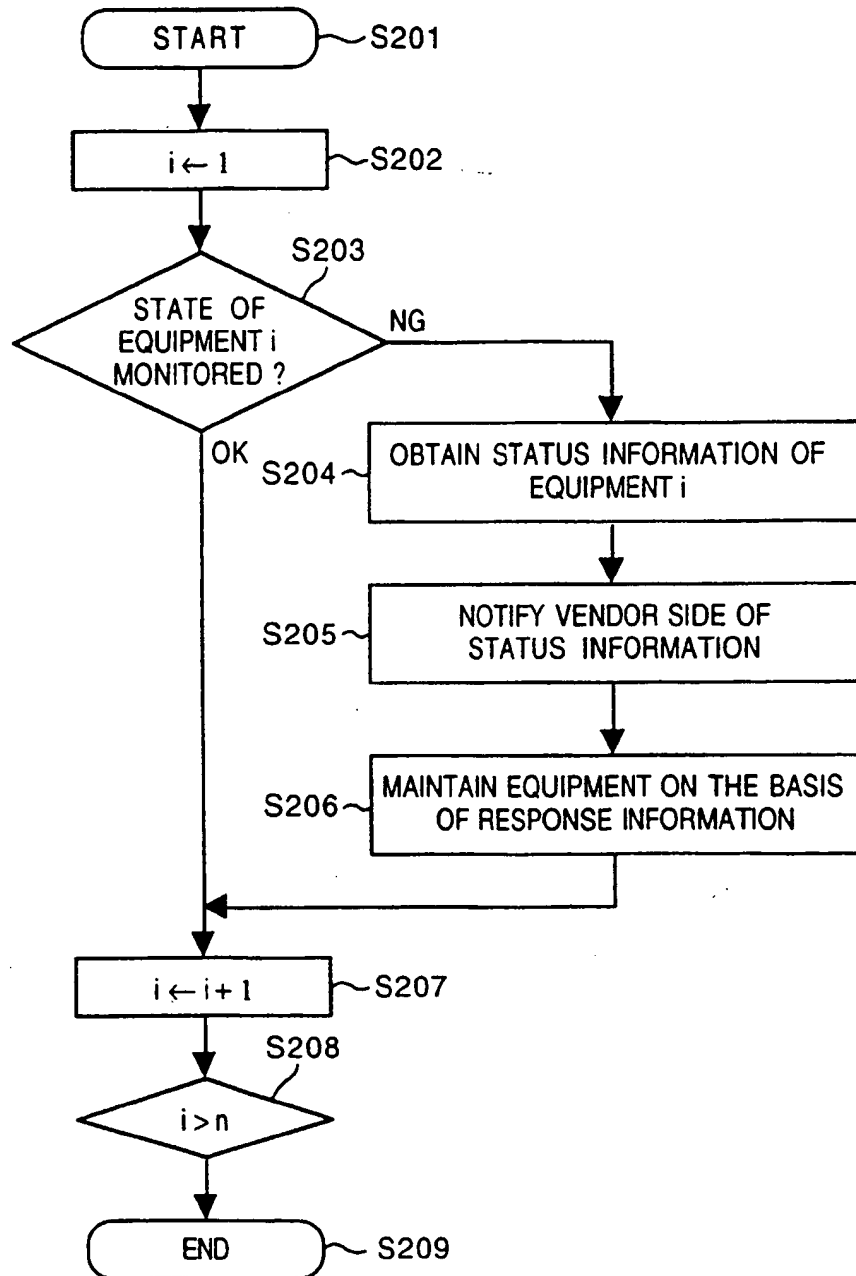 START
S201
i ← 1
S202
S203
STATE OF
EQUIPMENT i
MONITORED ?
NG
OK
S204
OBTAIN STATUS INFORMATION OF
EQUIPMENT i
S205
NOTIFY VENDOR SIDE OF
STATUS INFORMATION
S206
MAINTAIN EQUIPMENT ON THE BASIS
OF RESPONSE INFORMATION
i ← i + 1
S207
S208
i > n
END
S209